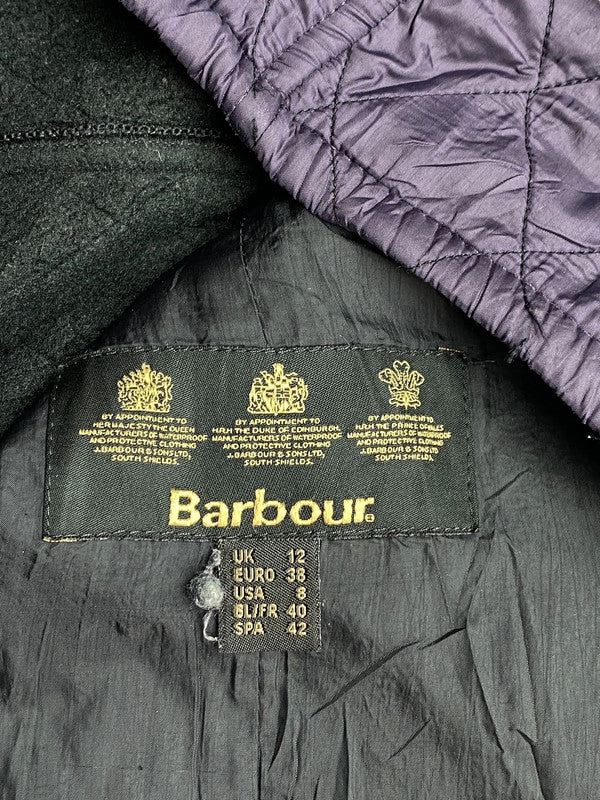 BY APPOINTMENT TO
HER MAJESTY THE QUEEN
MANUFACTURERS OF WATERPROOF
AND PROTECTIVE CLOTHING
J.BARBOUR & SONS LTD,
SOUTH SHIELDS.
BY APPOINTMENT TO
H.R.H. THE DUKE OF EDINBURGH,
MANUFACTURERS OF WATERPROOF
AND PROTECTIVE CLOTHING
J.BARBOUR & SONS LTD,
SOUTH SHIELDS.
BY APPOINTMENT TO
H.R.H. THE PRINCE OF WALES
MANUFACTURERS OF WATERPROOF
AND PROTECTIVE CLOTHING
J.BARBOUR & SONS LTD,
SOUTH SHIELDS.
Barbour
UK 12
EURO 38
USA 8
BL/FR 40
SPA 42